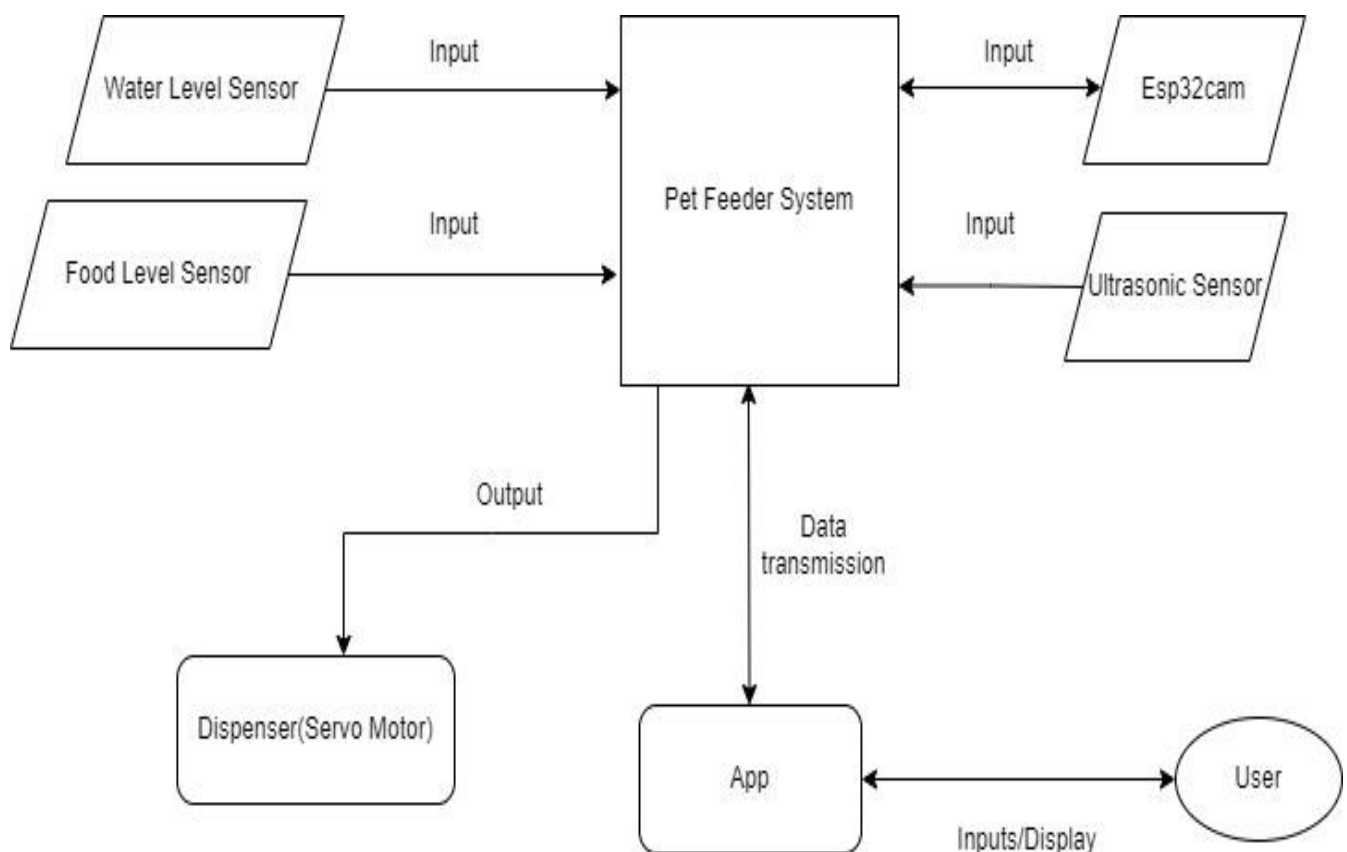 Input
Input
Water Level Sensor
Esp32cam
Pet Feeder System
Input
Input
Food Level Sensor
Ultrasonic Sensor
Output
Data
transmission
Dispenser(Servo Motor)
App
User
Inputs/Display